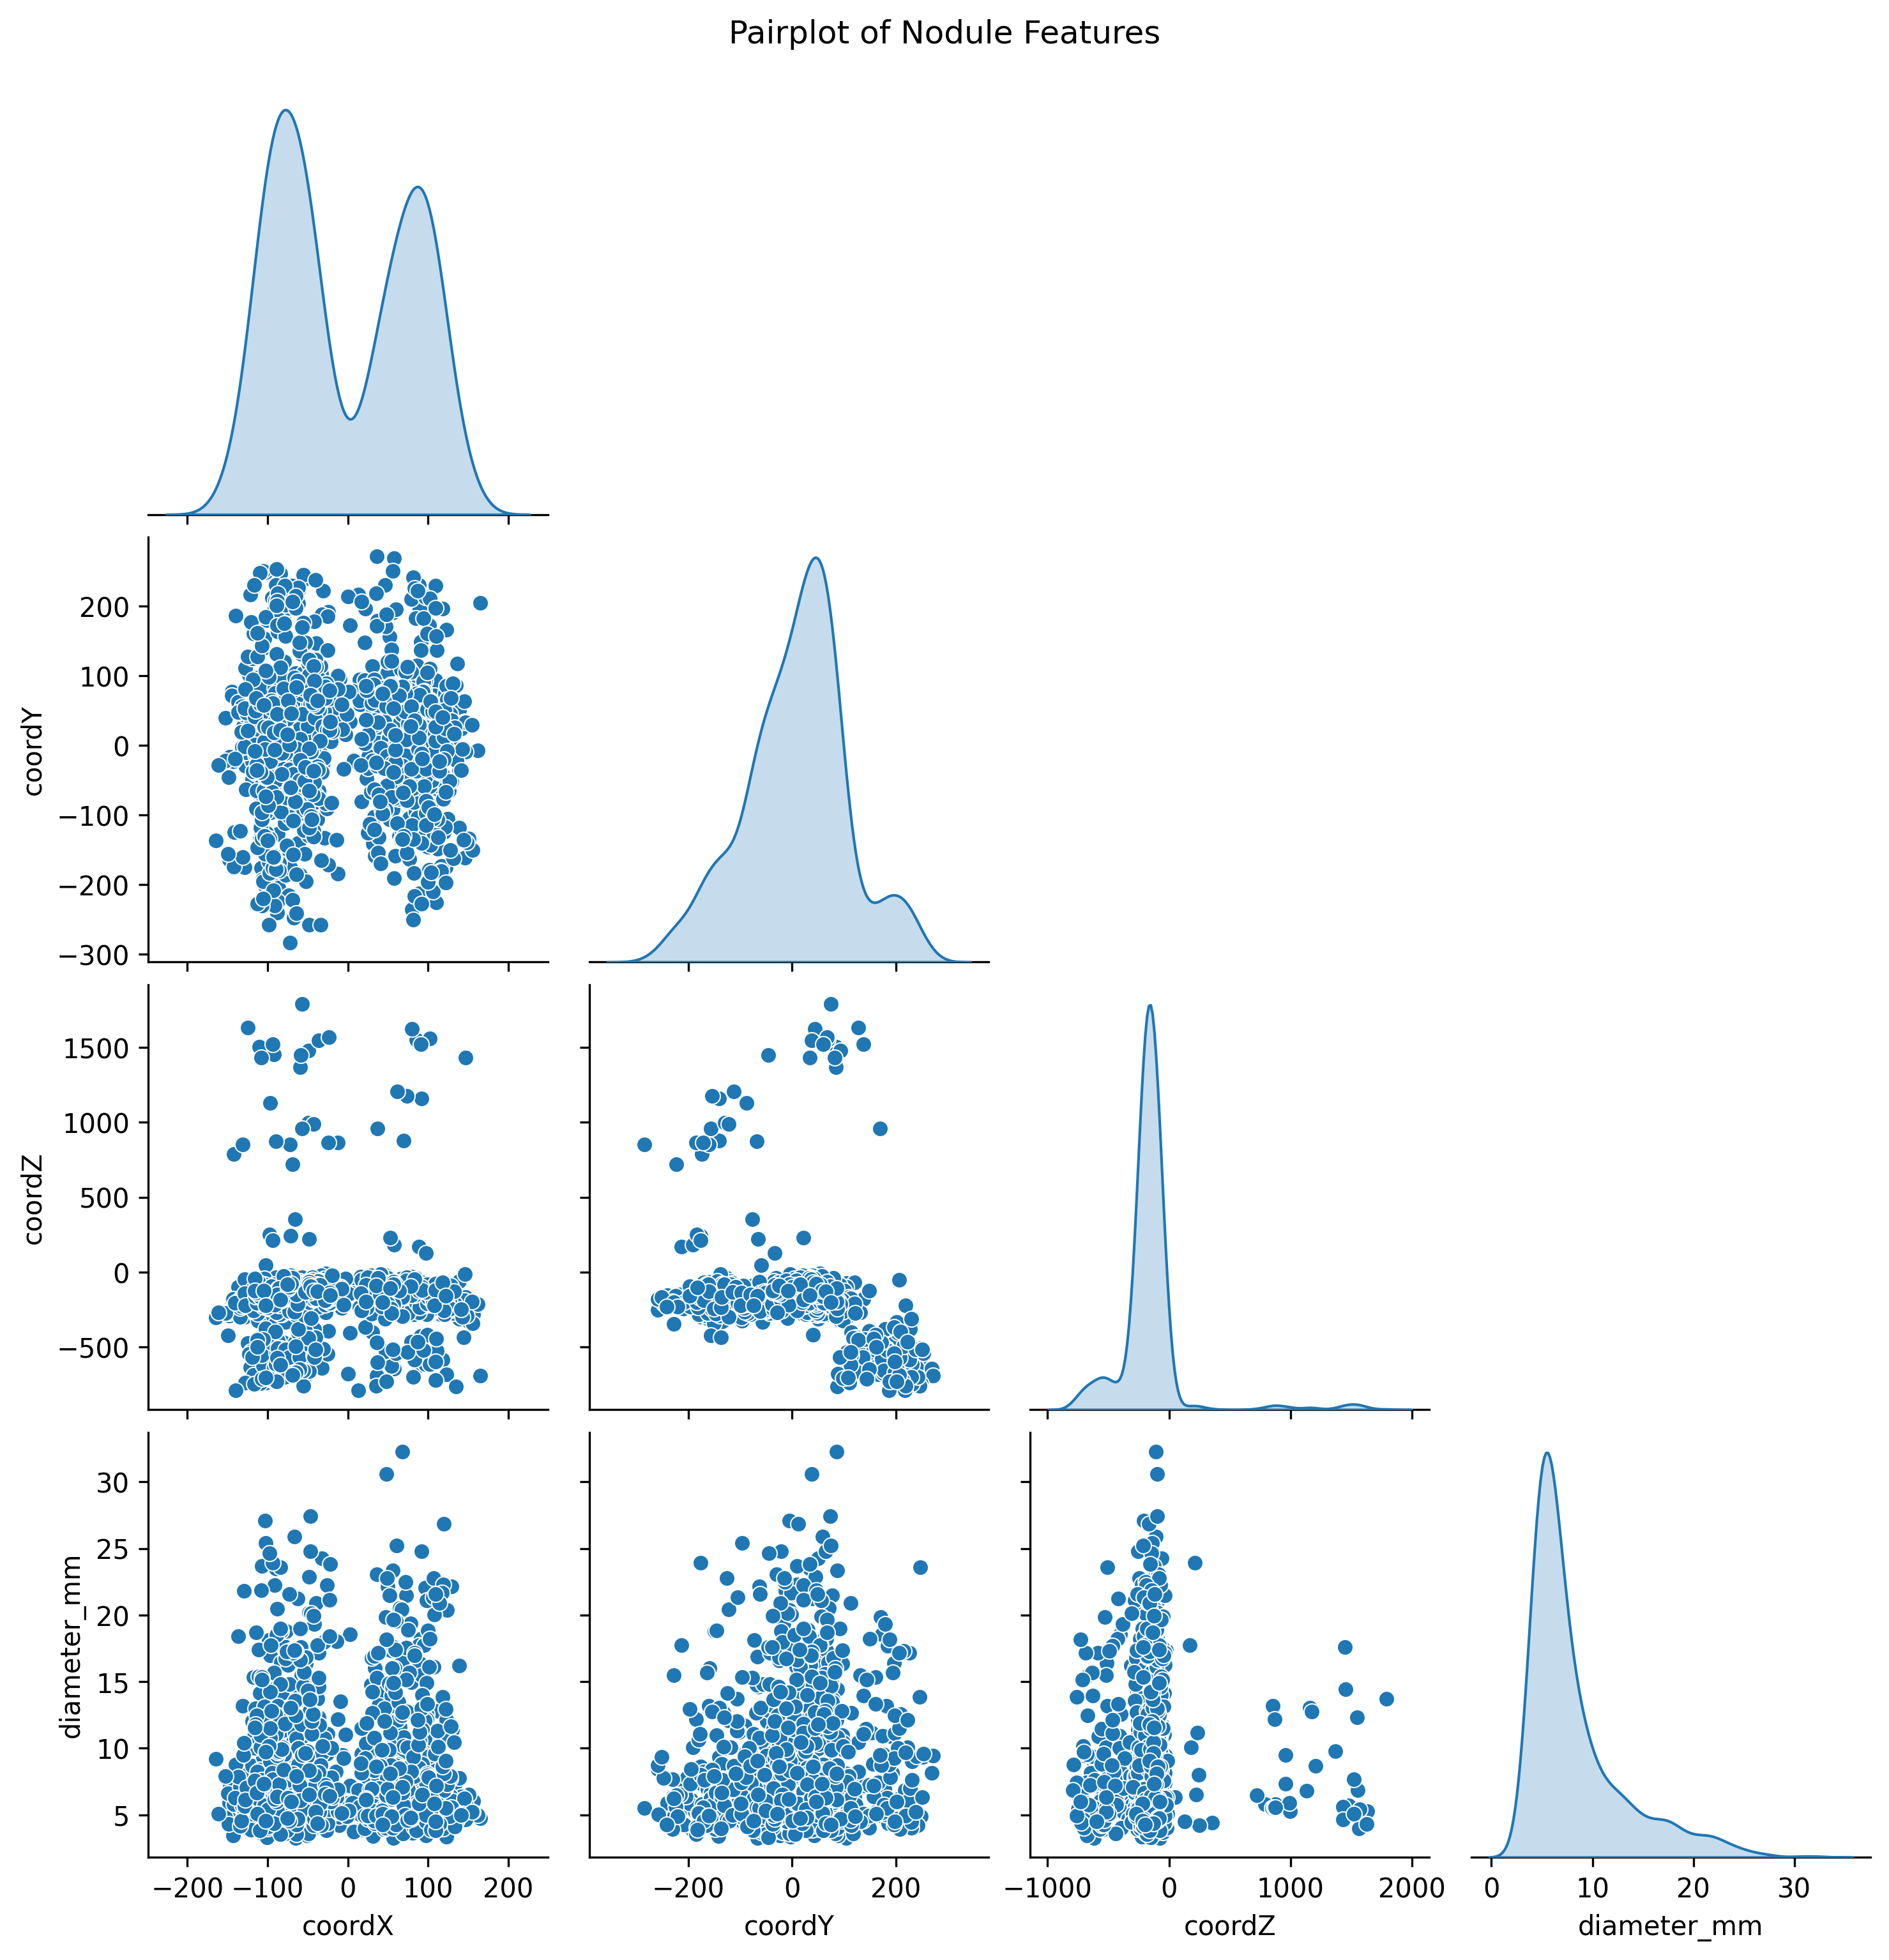 Pairplot of Nodule Features
coordY
200
100
0
−100
−200
−300
coordZ
1500
1000
500
0
−500
diameter_mm
30
25
20
15
10
5
−200 −100 0 100 200
−200 0 200
−1000 0 1000 2000
0 10 20 30
coordX
coordY
coordZ
diameter_mm